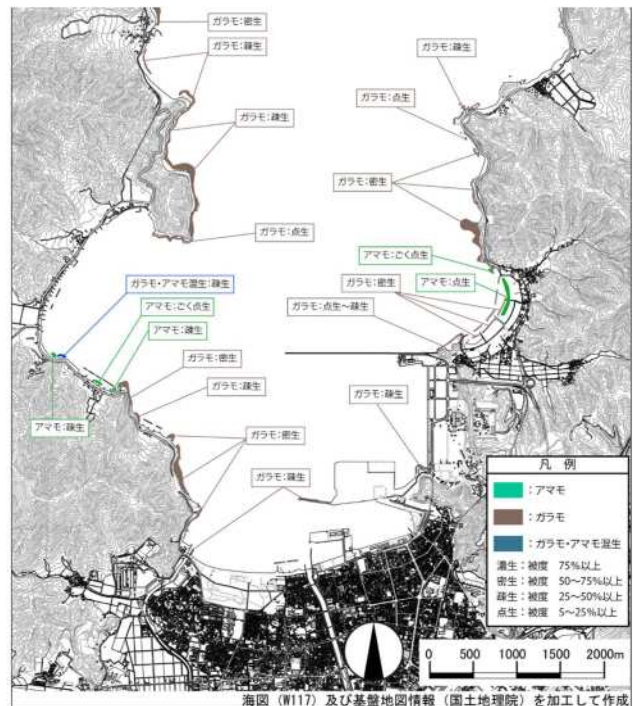 ガラモ:密生
ガラモ:疎生
ガラモ:疎生
ガラモ:点生
ガラモ:疎生
ガラモ:点生
ガラモ:密生
アマモ:ごく点生
アマモ:点生
ガラモ:密生
ガラモ:点生～疎生
ガラモ・アマモ混生:疎生
アマモ:ごく点生
アマモ:疎生
アマモ:疎生
ガラモ:密生
ガラモ:疎生
ガラモ:密生
ガラモ:疎生
ガラモ:疎生
凡 例
:アマモ
:ガラモ
:ガラモ・アマモ混生
濃生:被度 75%以上
密生:被度 50～75%以上
疎生:被度 25～50%以上
点生:被度 5～25%以上
0 500 1000 1500 2000m
海図(W117)及び基盤地図情報(国土地理院)を加工して作成